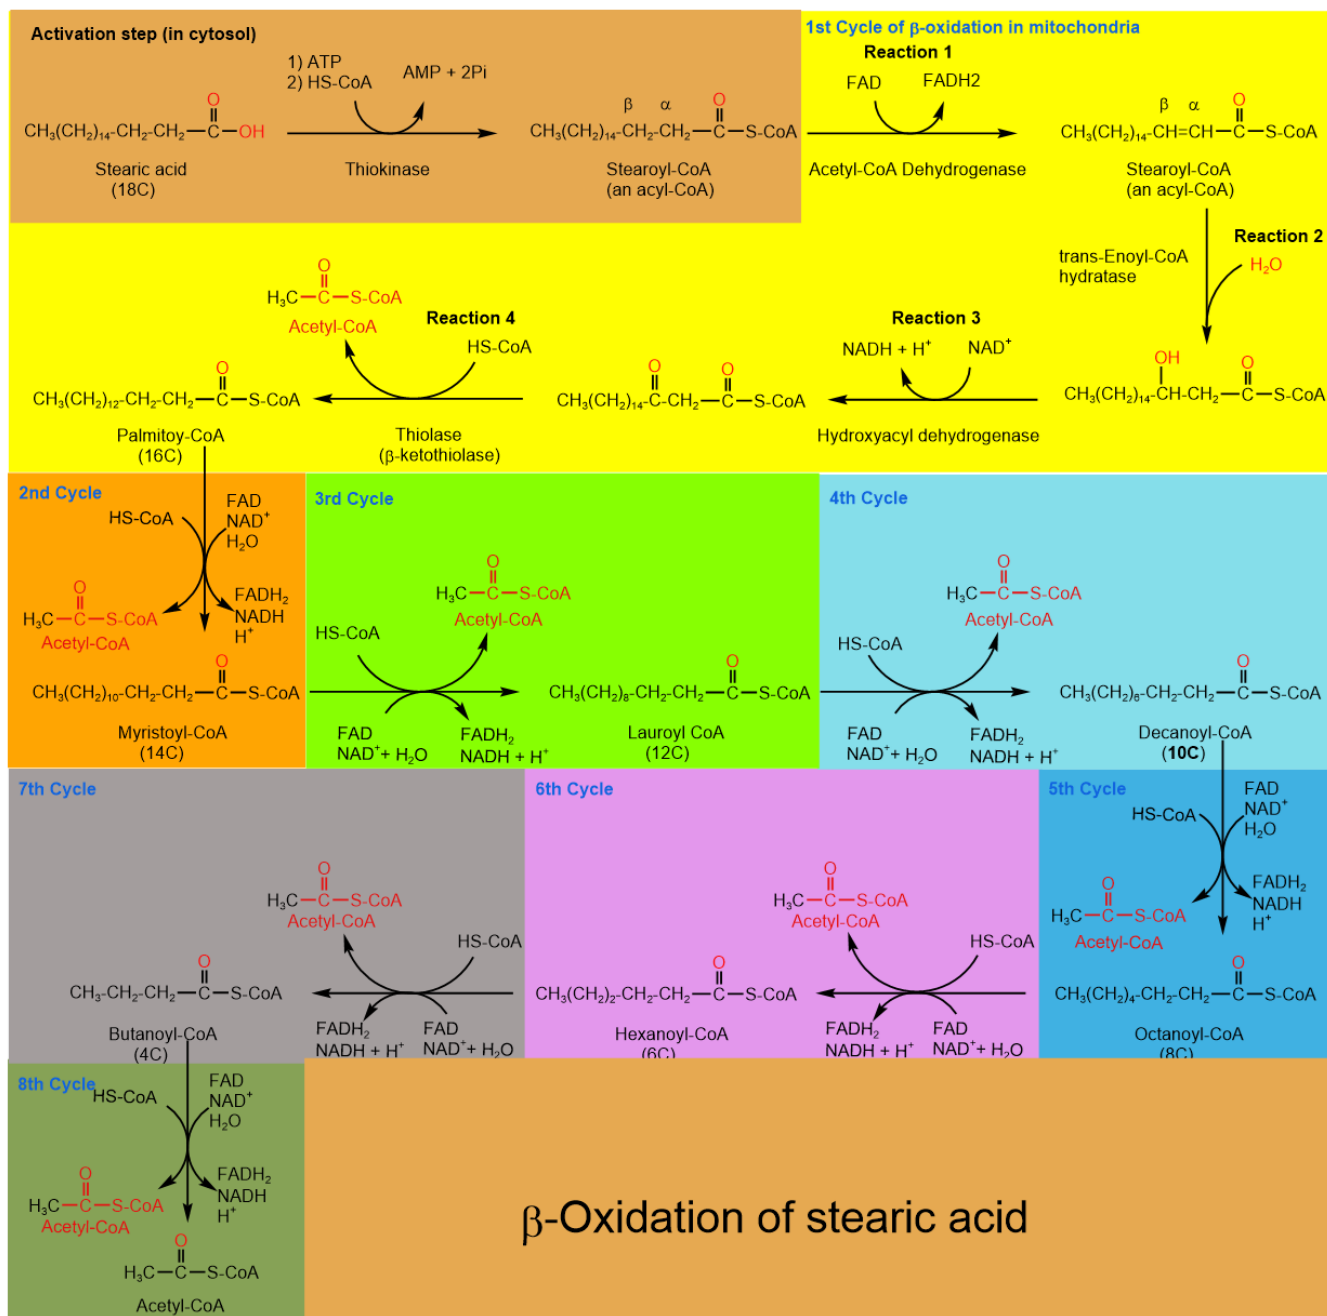 Activation step (in cytosol)
1) ATP
2) HS-CoA
AMP + 2Pi
O
CH₃(CH₂)₁₄-CH₂-CH₂-C-OH
Thiokinase
Stearic acid
(18C)
β α
O
CH₃(CH₂)₁₄-CH₂-CH₂-C-S-CoA
Stearoyl-CoA
(an acyl-CoA)
1st Cycle of β-oxidation in mitochondria
Reaction 1
FAD
FADH2
Acetyl-CoA Dehydrogenase
β α
O
CH₃(CH₂)₁₄-CH=CH-C-S-CoA
Stearoyl-CoA
(an acyl-CoA)
Reaction 2
trans-Enoyl-CoA
hydratase
H₂O
OH
O
CH₃(CH₂)₁₄-CH-CH₂-C-S-CoA
Reaction 3
NADH + H⁺
NAD⁺
Hydroxyacyl dehydrogenase
O
O
CH₃(CH₂)₁₄-C-CH₂-C-S-CoA
Reaction 4
HS-CoA
O
H₃C-C-S-CoA
Acetyl-CoA
Thiolase
(β-ketothiolase)
O
CH₃(CH₂)₁₂-CH₂-CH₂-C-S-CoA
Palmitoy-CoA
(16C)
2nd Cycle
HS-CoA
FAD
NAD⁺
H₂O
O
H₃C-C-S-CoA
Acetyl-CoA
FADH₂
NADH
H⁺
O
CH₃(CH₂)₁₀-CH₂-CH₂-C-S-CoA
Myristoyl-CoA
(14C)
3rd Cycle
O
H₃C-C-S-CoA
Acetyl-CoA
HS-CoA
FAD
NAD⁺+ H₂O
FADH₂
NADH + H⁺
O
CH₃(CH₂)₈-CH₂-CH₂-C-S-CoA
Lauroyl CoA
(12C)
4th Cycle
O
H₃C-C-S-CoA
Acetyl-CoA
HS-CoA
FAD
NAD⁺+ H₂O
FADH₂
NADH + H⁺
O
CH₃(CH₂)₆-CH₂-CH₂-C-S-CoA
Decanoyl-CoA
(10C)
5th Cycle
HS-CoA
FAD
NAD⁺
H₂O
O
H₃C-C-S-CoA
Acetyl-CoA
FADH₂
NADH
H⁺
O
CH₃(CH₂)₄-CH₂-CH₂-C-S-CoA
Octanoyl-CoA
(8C)
6th Cycle
O
H₃C-C-S-CoA
Acetyl-CoA
HS-CoA
FADH₂
NADH + H⁺
FAD
NAD⁺+ H₂O
O
CH₃(CH₂)₂-CH₂-CH₂-C-S-CoA
Hexanoyl-CoA
(6C)
7th Cycle
O
H₃C-C-S-CoA
Acetyl-CoA
HS-CoA
FADH₂
NADH + H⁺
FAD
NAD⁺+ H₂O
O
CH₃-CH₂-CH₂-C-S-CoA
Butanoyl-CoA
(4C)
8th Cycle
HS-CoA
FAD
NAD⁺
H₂O
O
H₃C-C-S-CoA
Acetyl-CoA
FADH₂
NADH
H⁺
O
H₃C-C-S-CoA
Acetyl-CoA
β-Oxidation of stearic acid